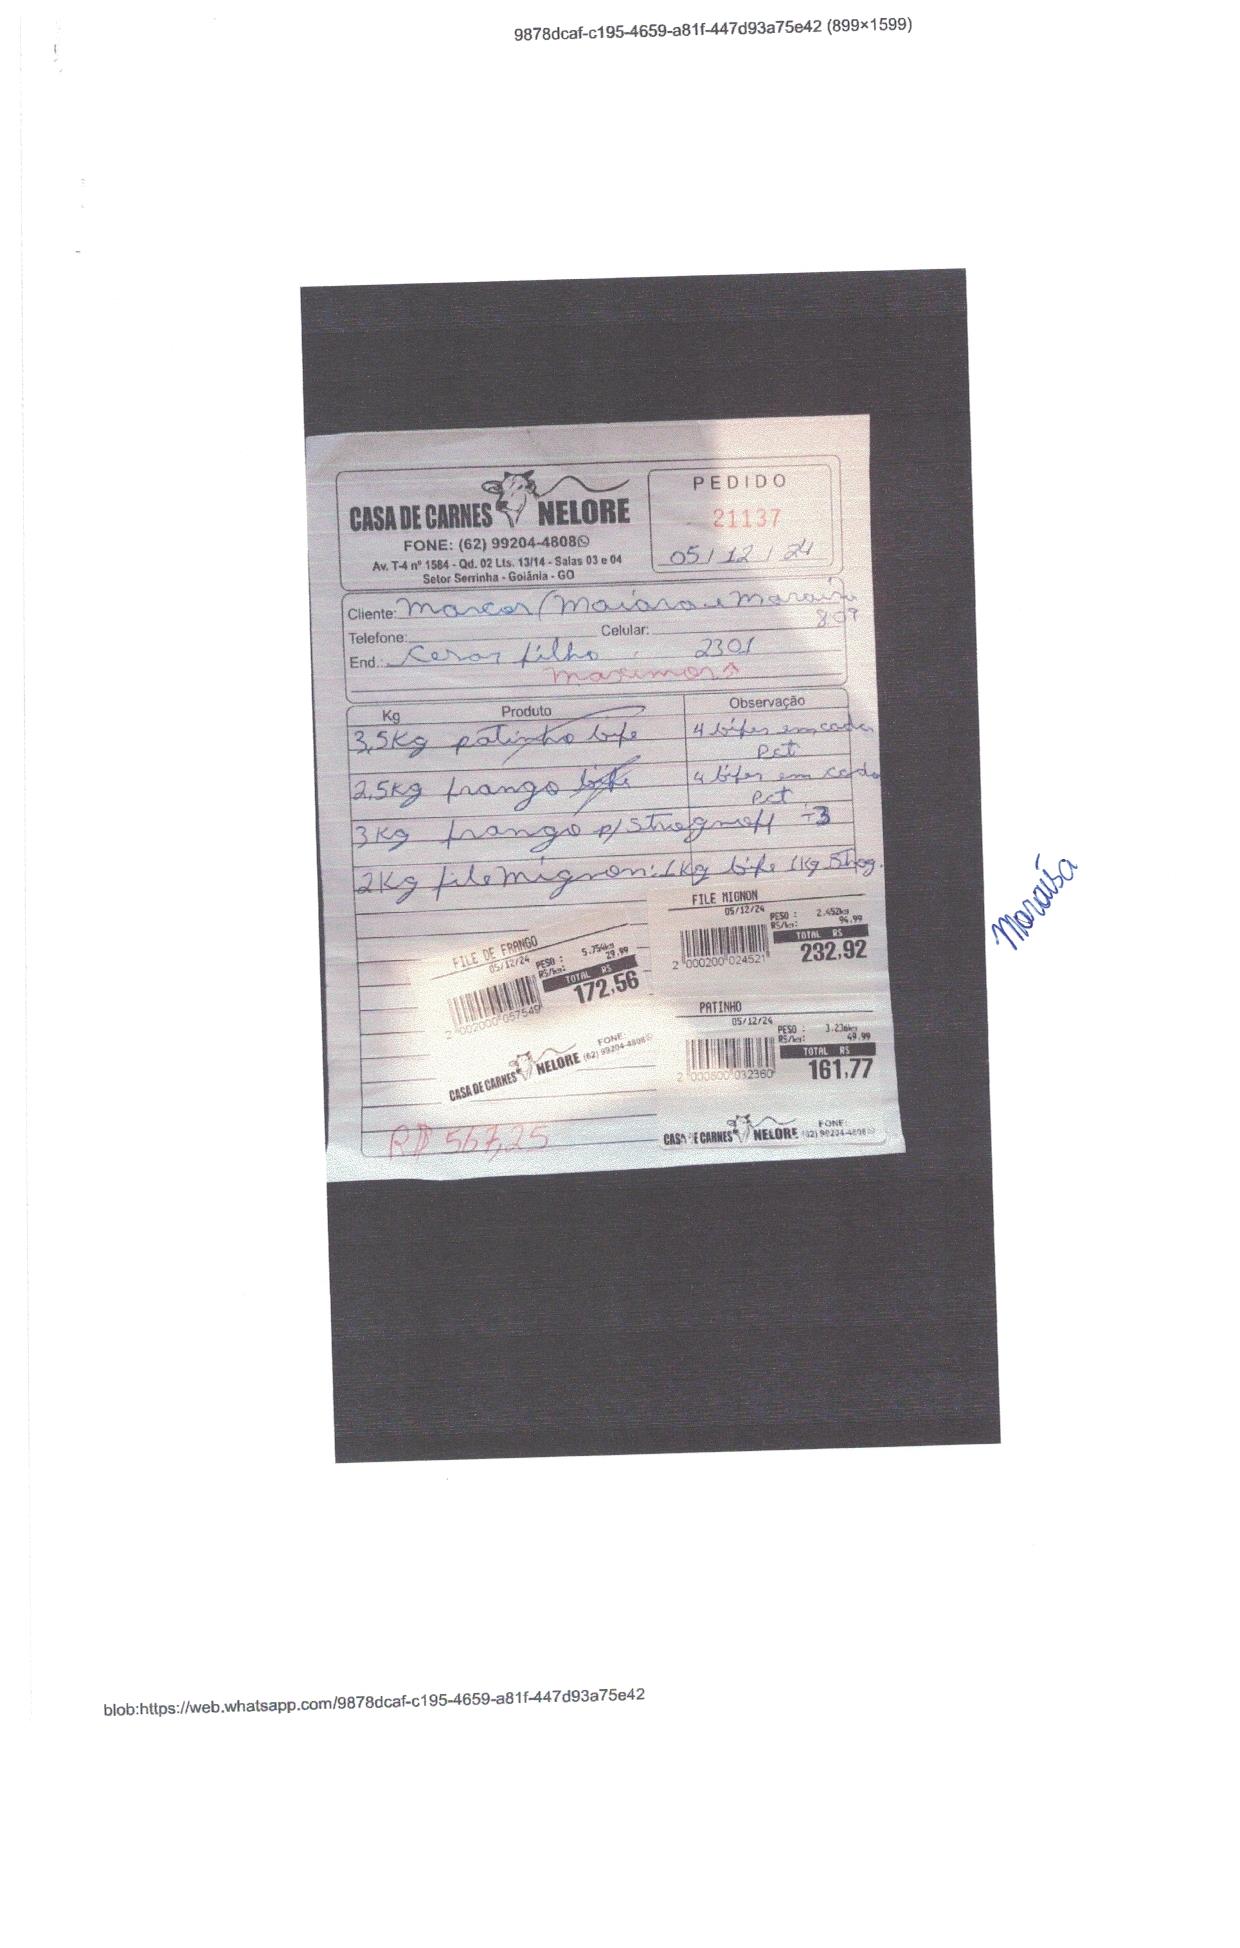 9878dcaf-c195-4659-a81f-447d93a75e42 (899×1599)
CASA DE CARNES NELORE
FONE: (62) 99204-4808
Av. T-4 nº 1584 - Qd. 02 Lts. 13/14 - Salas 03 e 04
Setor Serrinha - Goiânia - GO
PEDIDO
21137
05/12/24
Cliente: Marcos (Maiara e Maraiza
809
Telefone: Celular:
End.: filho 2301
Kg Produto Observação
3,5Kg patinho bife 4 bifes em cada
Pct
2,5Kg frango bife 4 bifes em cada
Pct
3Kg frango p/ Strognoff ÷3
2Kg file mignon: 1kg bife 1kg Strog.
FILE MIGNON
05/12/24 PESO : 2.452kg
R$/kg: 94.99
TOTAL R$
232,92
2 000200 024521
FILE DE FRANGO
05/12/24 PESO : 5.754kg
R$/kg: 29.99
TOTAL R$
172,56
2 002000 057549
CASA DE CARNES NELORE FONE: (62) 99204-4808
PATINHO
05/12/24 PESO : 3.236kg
R$/kg: 49.99
TOTAL R$
161,77
2 000800 032360
CASA DE CARNES NELORE FONE: (62) 99204-4808
R$ 567,25
Maraisa
blob:https://web.whatsapp.com/9878dcaf-c195-4659-a81f-447d93a75e42